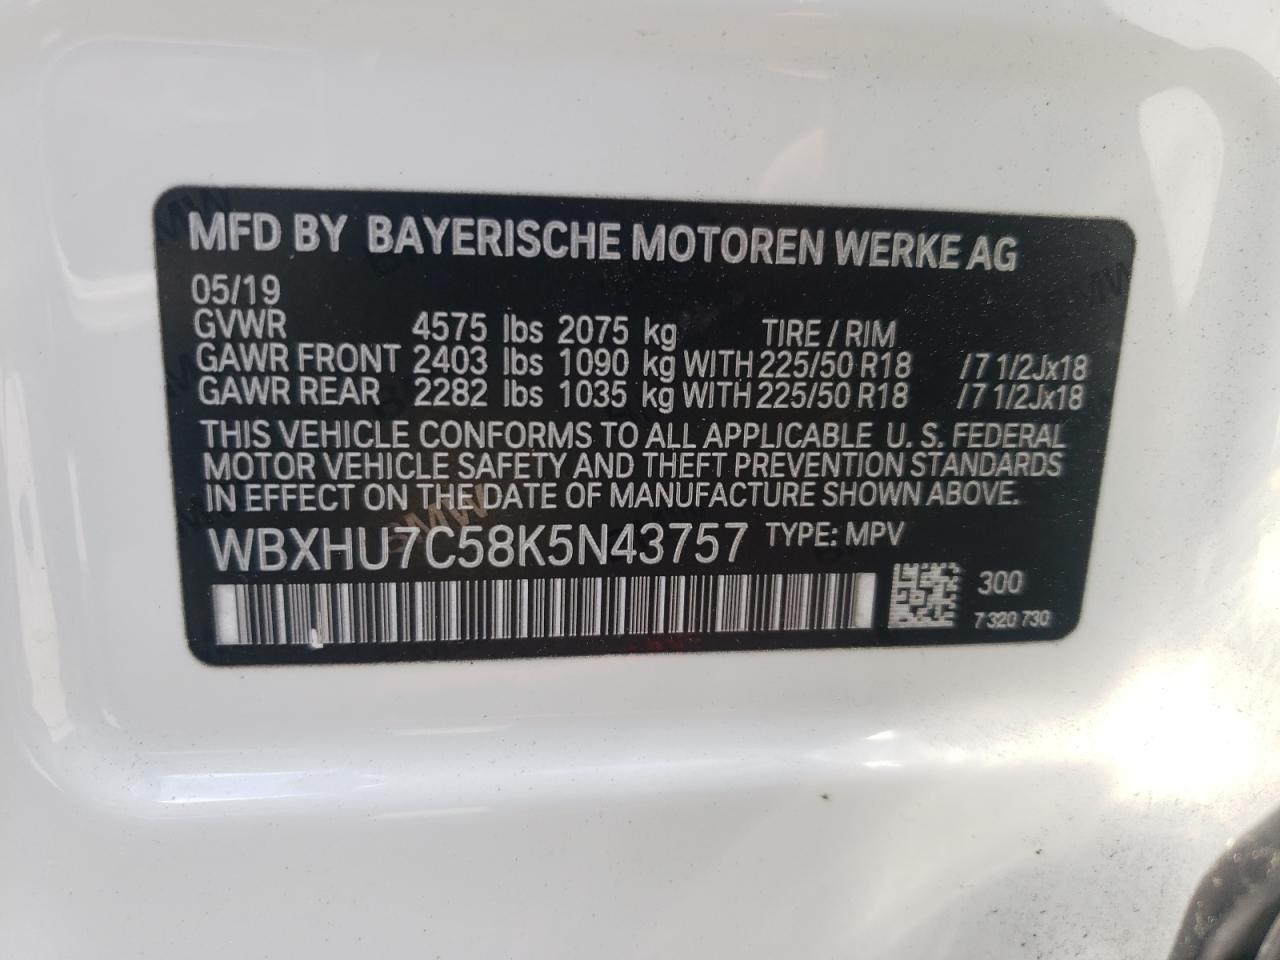 MFD BY BAYERISCHE MOTOREN WERKE AG
05/19
GVWR 4575 lbs 2075 kg TIRE / RIM
GAWR FRONT 2403 lbs 1090 kg WITH 225/50 R18 / 7 1/2Jx18
GAWR REAR 2282 lbs 1035 kg WITH 225/50 R18 / 7 1/2Jx18
THIS VEHICLE CONFORMS TO ALL APPLICABLE U. S. FEDERAL
MOTOR VEHICLE SAFETY AND THEFT PREVENTION STANDARDS
IN EFFECT ON THE DATE OF MANUFACTURE SHOWN ABOVE.
WBXHU7C58K5N43757 TYPE: MPV
300
7 320 730